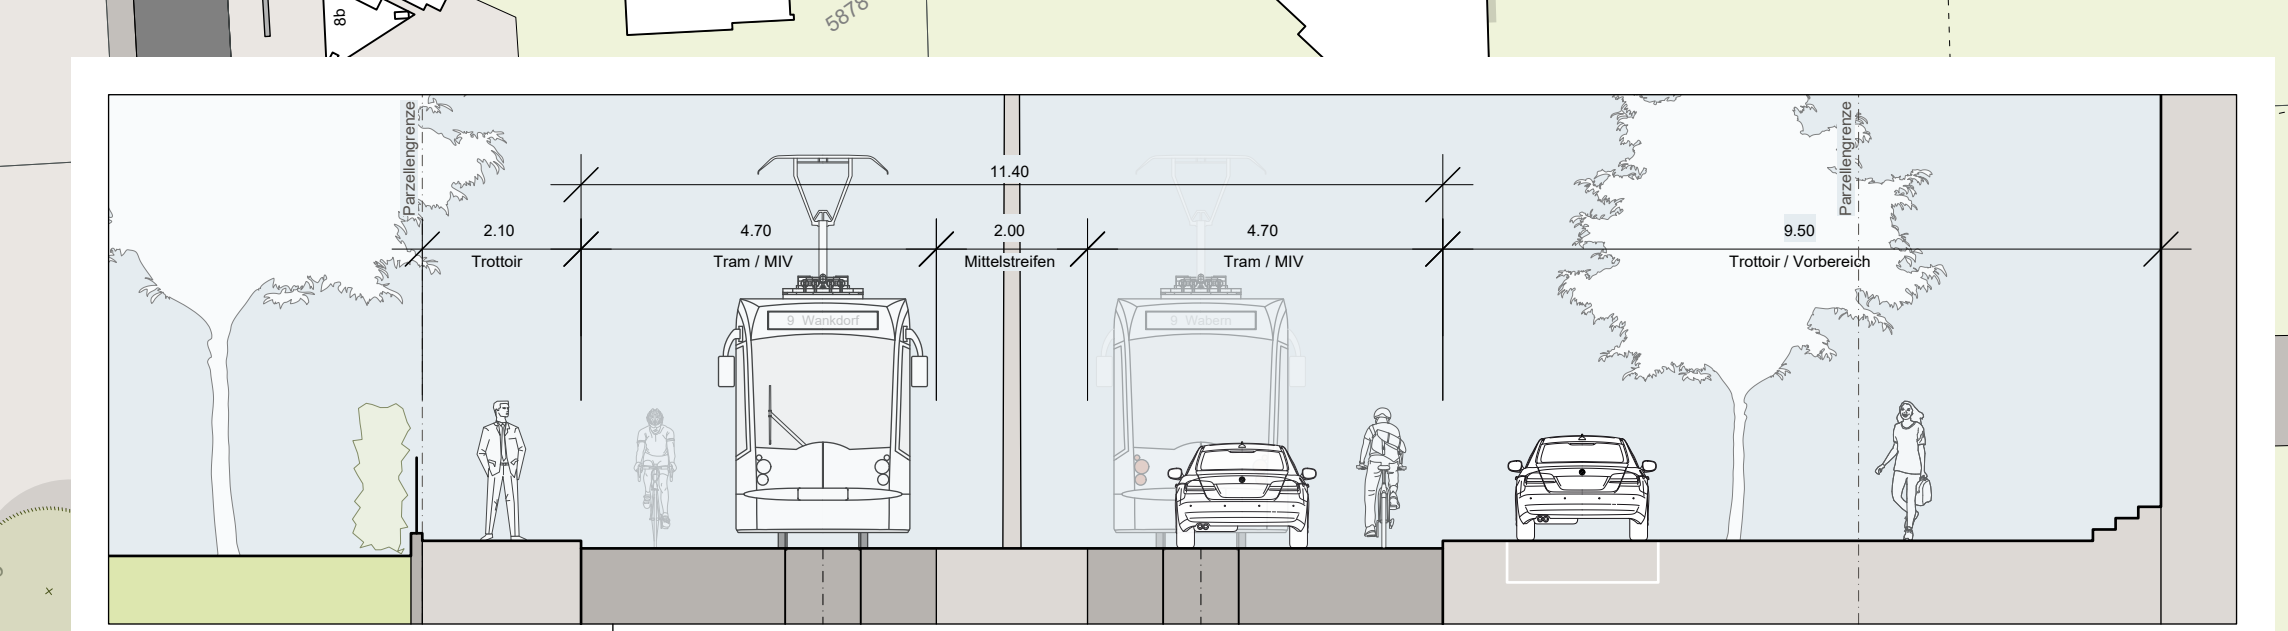 8b
5878
Parzellengrenze
Parzellengrenze
11.40
2.10
4.70
2.00
4.70
9.50
Trottoir
Tram / MIV
Mittelstreifen
Tram / MIV
Trottoir / Vorbereich
9 Wankdorf
9 Wabern